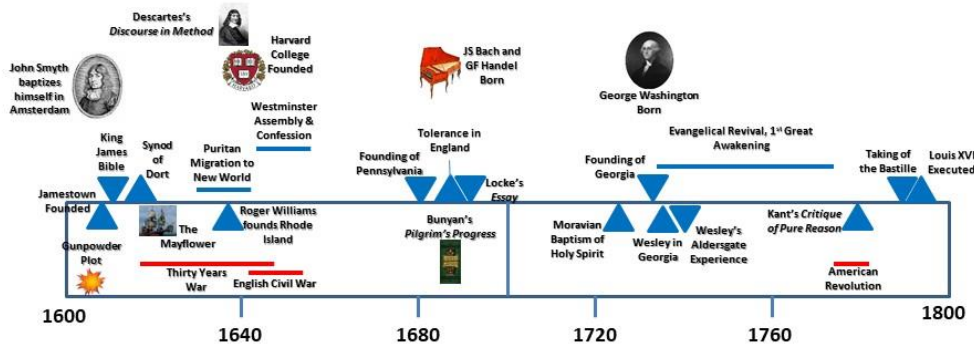 Descartes's
Discourse in Method
Harvard
College
Founded
John Smyth
baptizes
himself in
Amsterdam
JS Bach and
GF Handel
Born
George Washington
Born
Westminster
Assembly &
Confession
King
James
Bible
Synod
of
Dort
Puritan
Migration to
New World
Tolerance in
England
Founding of
Pennsylvania
Evangelical Revival, 1st Great
Awakening
Founding of
Georgia
Taking of
the Bastille
Louis XVI
Executed
Jamestown
Founded
Locke's
Essay
Gunpowder
Plot
The
Mayflower
Roger Williams
founds Rhode
Island
Bunyan's
Pilgrim's Progress
Moravian
Baptism of
Holy Spirit
Wesley in
Georgia
Wesley's
Aldersgate
Experience
Kant's Critique
of Pure Reason
Thirty Years
War
English Civil War
American
Revolution
1600
1640
1680
1720
1760
1800